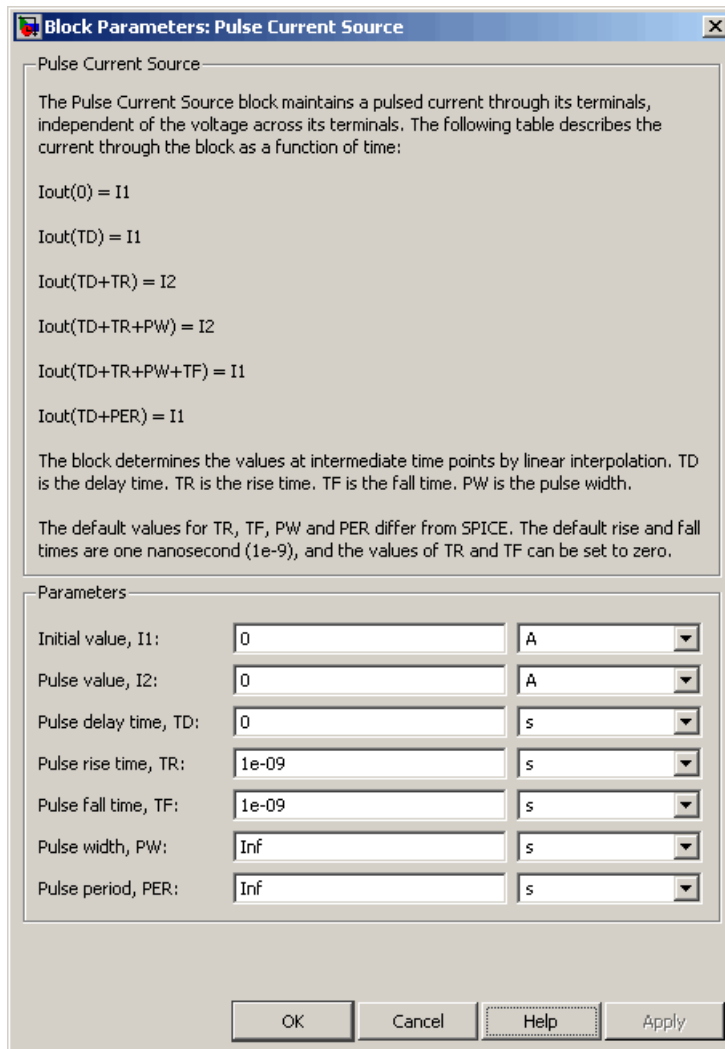 Block Parameters: Pulse Current Source
Pulse Current Source
The Pulse Current Source block maintains a pulsed current through its terminals,
independent of the voltage across its terminals. The following table describes the
current through the block as a function of time:
Iout(0) = I1
Iout(TD) = I1
Iout(TD+TR) = I2
Iout(TD+TR+PW) = I2
Iout(TD+TR+PW+TF) = I1
Iout(TD+PER) = I1
The block determines the values at intermediate time points by linear interpolation. TD
is the delay time. TR is the rise time. TF is the fall time. PW is the pulse width.
The default values for TR, TF, PW and PER differ from SPICE. The default rise and fall
times are one nanosecond (1e-9), and the values of TR and TF can be set to zero.
Parameters
Initial value, I1: 0 A
Pulse value, I2: 0 A
Pulse delay time, TD: 0 s
Pulse rise time, TR: 1e-09 s
Pulse fall time, TF: 1e-09 s
Pulse width, PW: Inf s
Pulse period, PER: Inf s
OK Cancel Help Apply